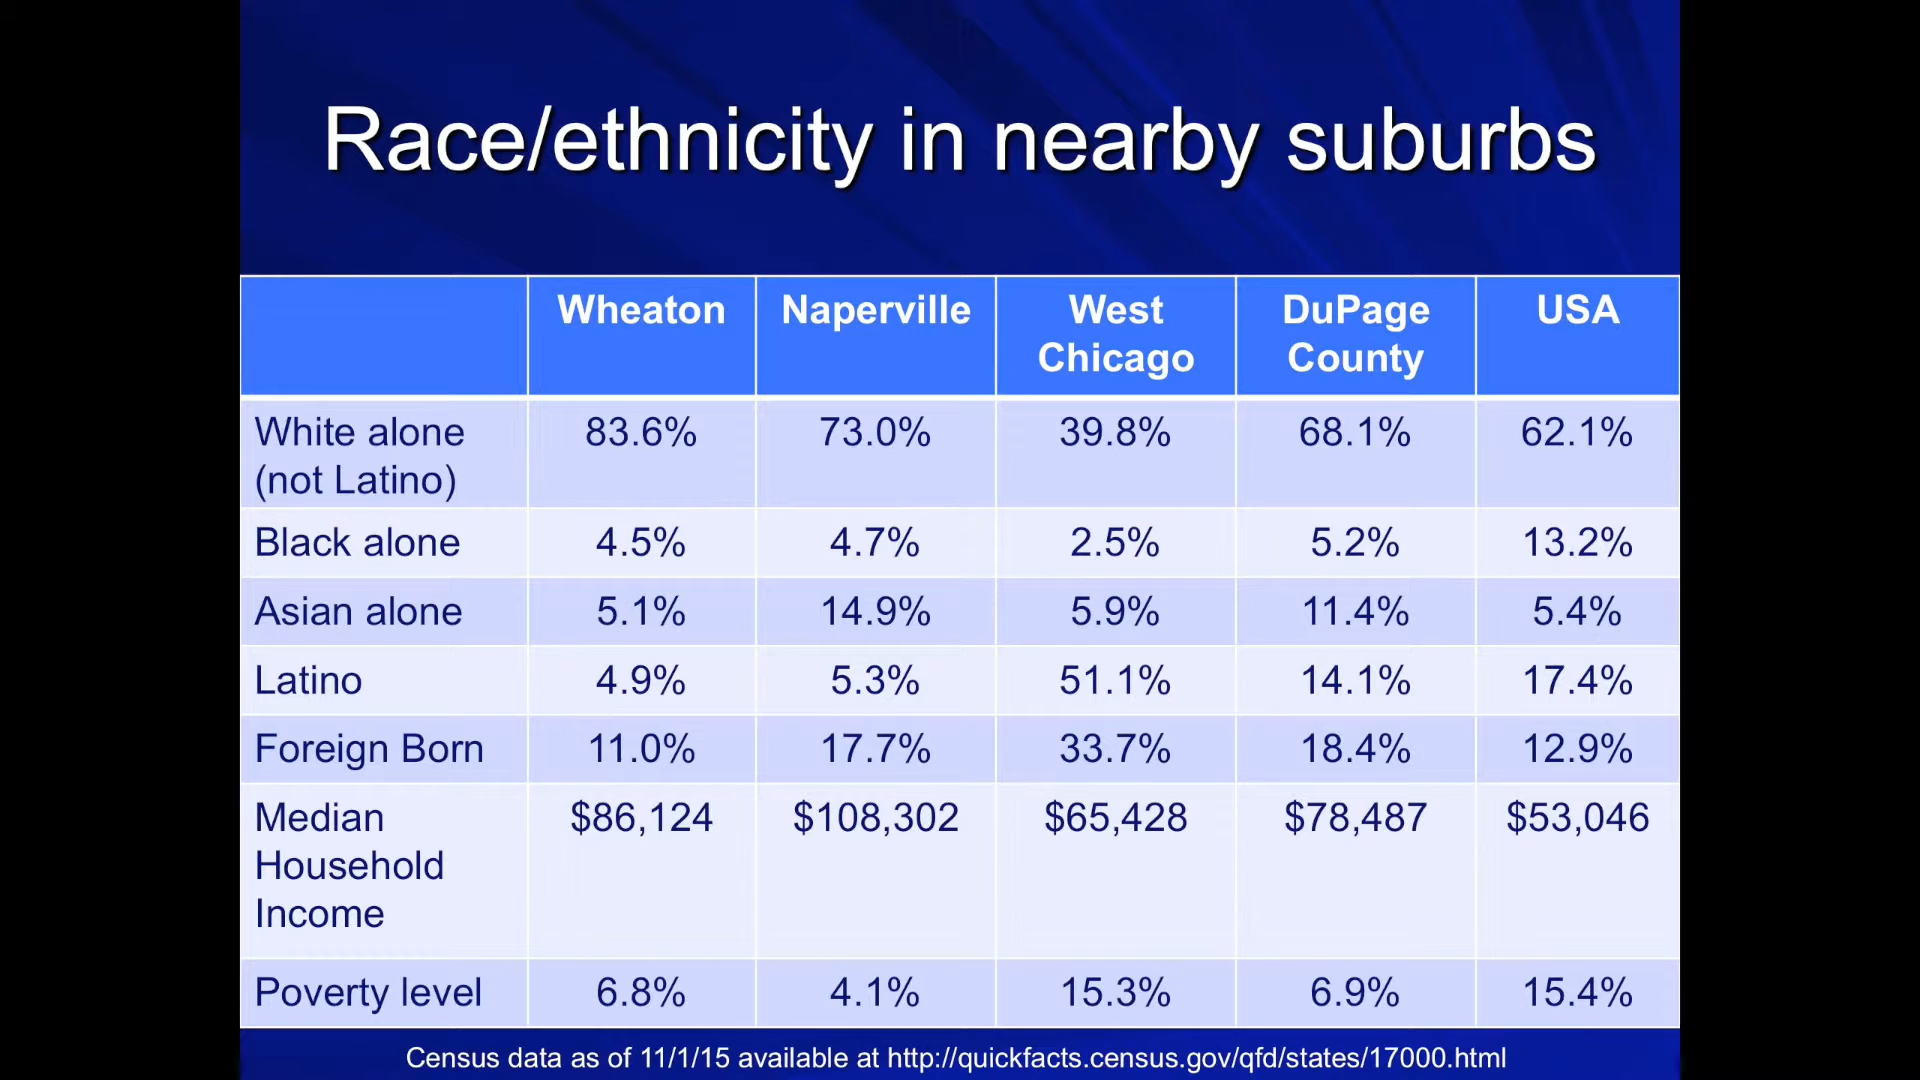 Race/ethnicity in nearby suburbs
Wheaton Naperville West Chicago DuPage County USA
White alone (not Latino) 83.6% 73.0% 39.8% 68.1% 62.1%
Black alone 4.5% 4.7% 2.5% 5.2% 13.2%
Asian alone 5.1% 14.9% 5.9% 11.4% 5.4%
Latino 4.9% 5.3% 51.1% 14.1% 17.4%
Foreign Born 11.0% 17.7% 33.7% 18.4% 12.9%
Median Household Income $86,124 $108,302 $65,428 $78,487 $53,046
Poverty level 6.8% 4.1% 15.3% 6.9% 15.4%
Census data as of 11/1/15 available at http://quickfacts.census.gov/qfd/states/17000.html